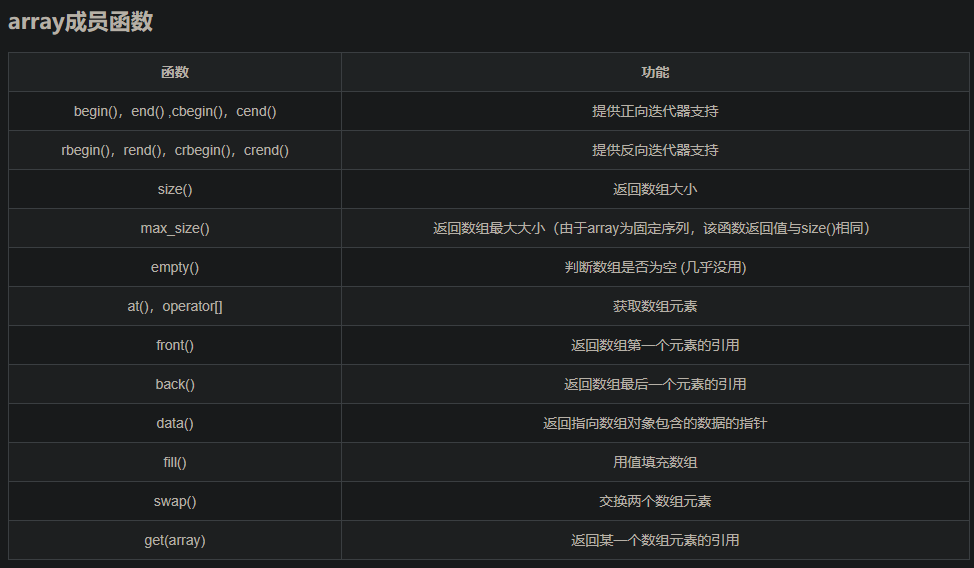 array成员函数
函数 功能
begin()，end() ,cbegin()，cend() 提供正向迭代器支持
rbegin()，rend()，crbegin()，crend() 提供反向迭代器支持
size() 返回数组大小
max_size() 返回数组最大大小（由于array为固定序列，该函数返回值与size()相同）
empty() 判断数组是否为空 (几乎没用)
at()，operator[] 获取数组元素
front() 返回数组第一个元素的引用
back() 返回数组最后一个元素的引用
data() 返回指向数组对象包含的数据的指针
fill() 用值填充数组
swap() 交换两个数组元素
get(array) 返回某一个数组元素的引用